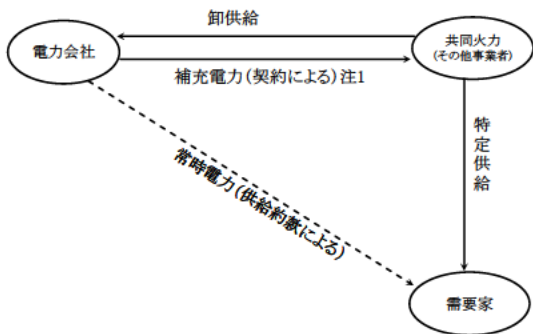 卸供給
電力会社
共同火力
(その他事業者)
補充電力(契約による)注1
特定供給
常時電力(供給約款による)
需要家